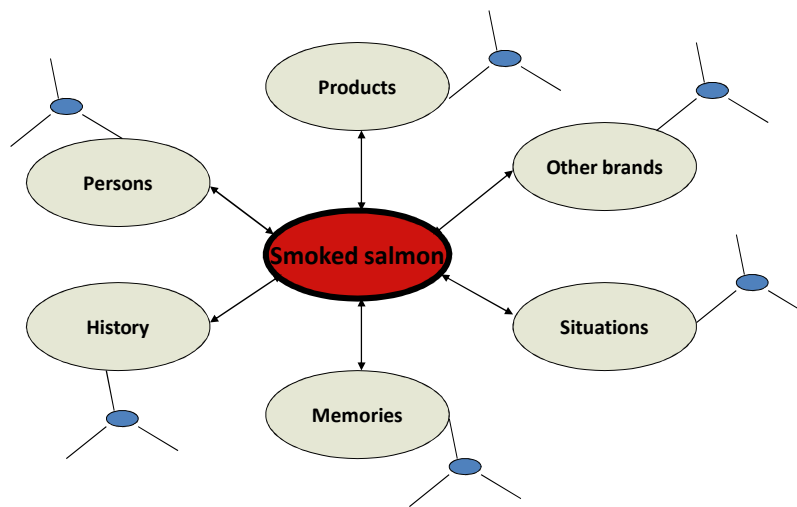 Products
Other brands
Persons
Smoked salmon
History
Situations
Memories